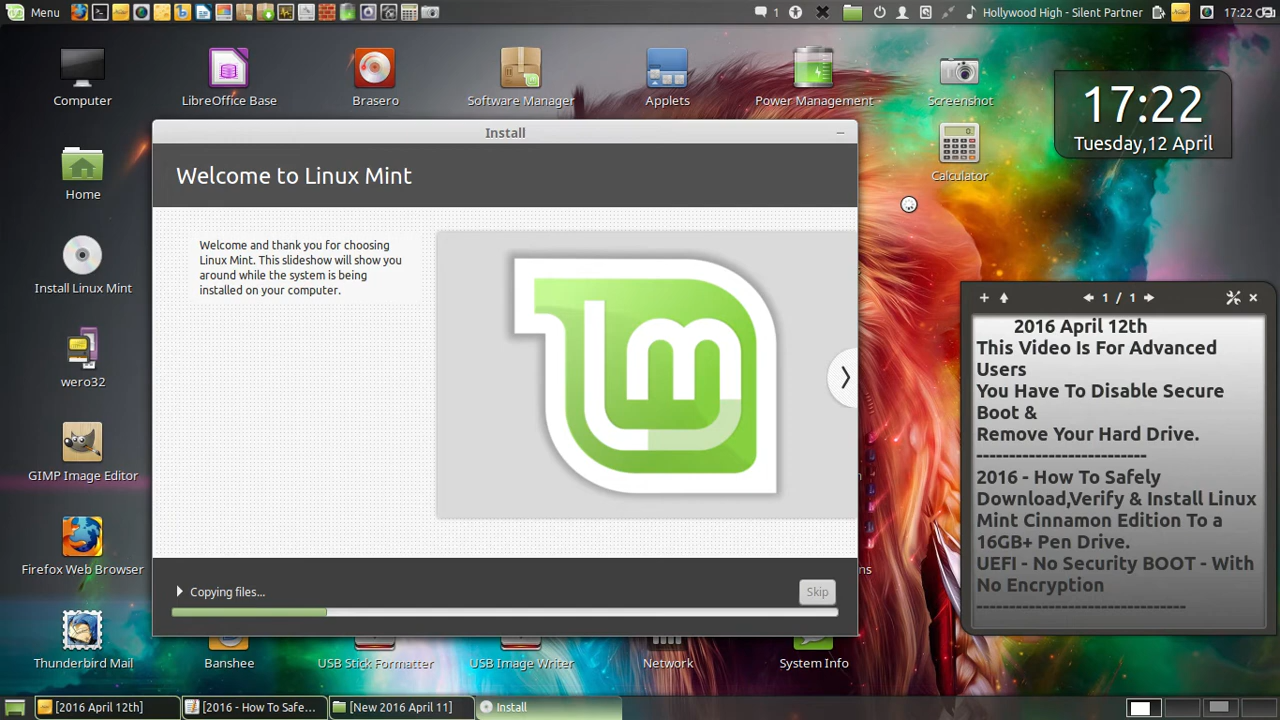 Menu
1
Hollywood High - Silent Partner
17:22
Computer
LibreOffice Base
Brasero
Software Manager
Applets
Power Management
Screenshot
17:22
Tuesday,12 April
Calculator
Home
Install Linux Mint
wero32
GIMP Image Editor
Firefox Web Browser
Thunderbird Mail
Install
Welcome to Linux Mint
Welcome and thank you for choosing
Linux Mint. This slideshow will show you
around while the system is being
installed on your computer.
lm
Copying files...
Skip
1 / 1
2016 April 12th
This Video Is For Advanced
Users
You Have To Disable Secure
Boot &
Remove Your Hard Drive.
----------------------------
2016 - How To Safely
Download,Verify & Install Linux
Mint Cinnamon Edition To a
16GB+ Pen Drive.
UEFI - No Security BOOT - With
No Encryption
----------------------------------
Banshee
USB Stick Formatter
USB Image Writer
Network
System Info
[2016 April 12th]
[2016 - How To Safe...
[New 2016 April 11]
Install